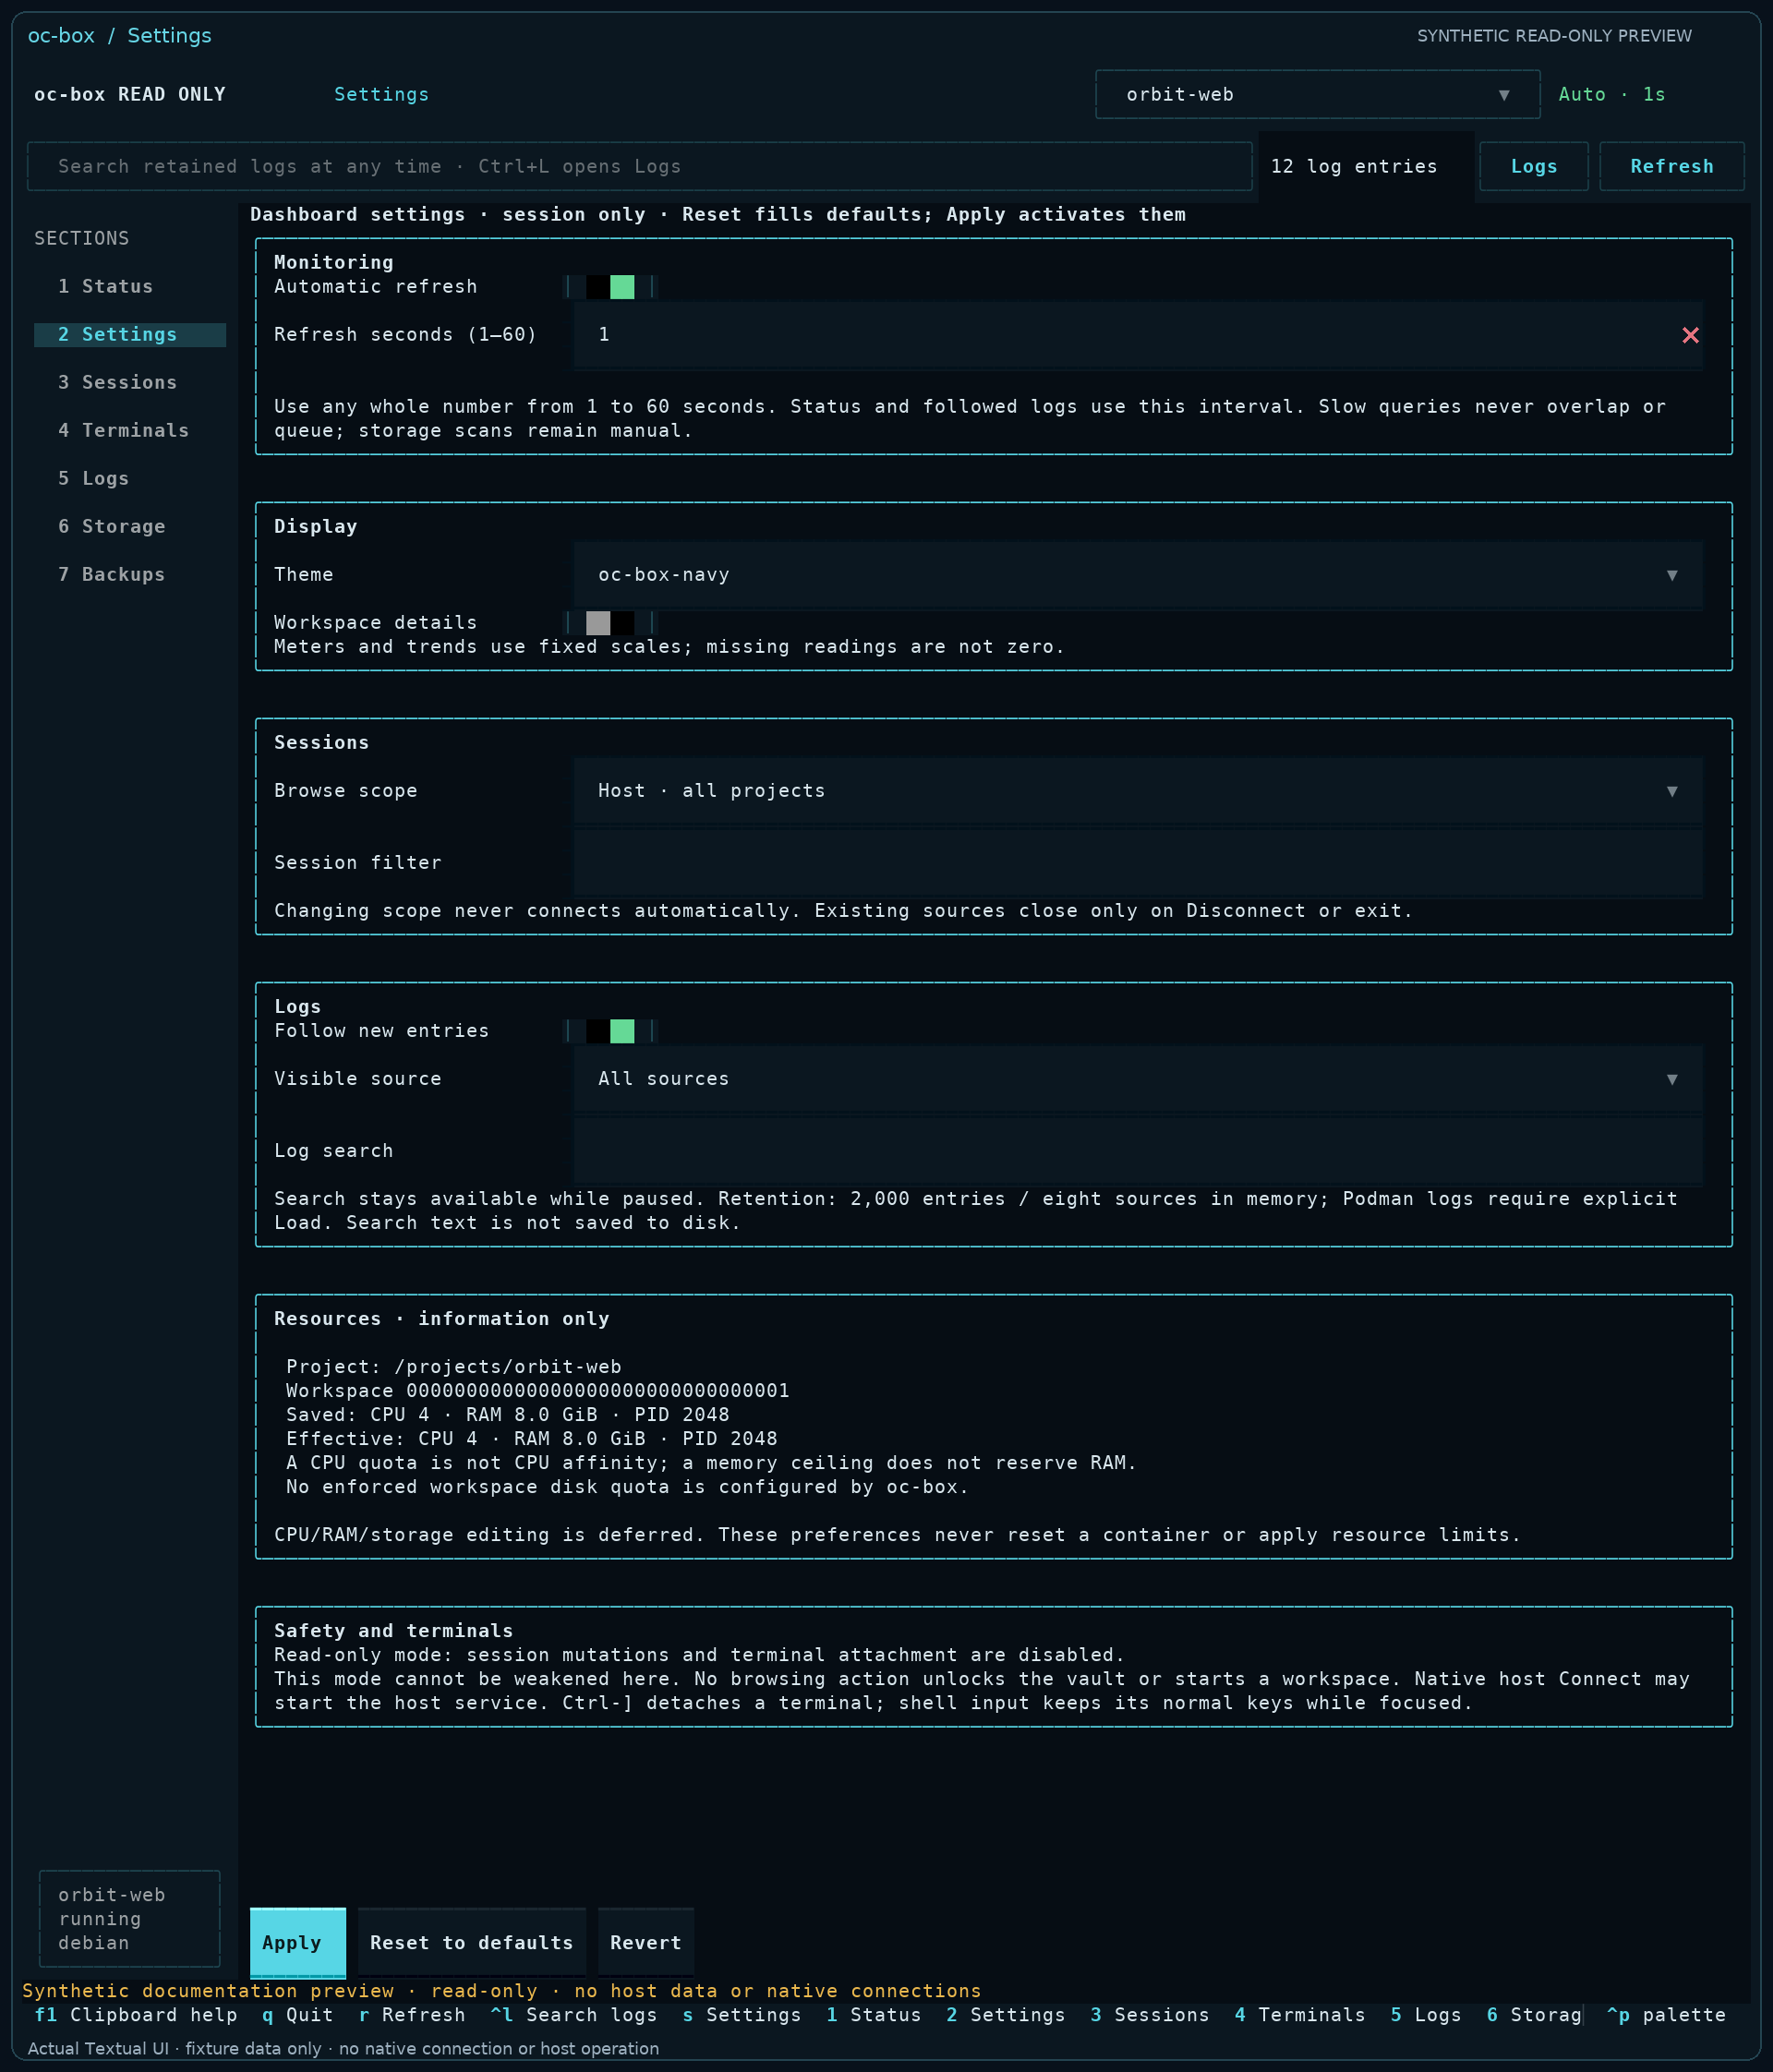 oc-box / Settings
SYNTHETIC READ-ONLY PREVIEW
oc-box READ ONLY
Settings
orbit-web ▼
Auto · 1s
Search retained logs at any time · Ctrl+L opens Logs
12 log entries
Logs
Refresh
Dashboard settings · session only · Reset fills defaults; Apply activates them
SECTIONS
1 Status
2 Settings
3 Sessions
4 Terminals
5 Logs
6 Storage
7 Backups
Monitoring
Automatic refresh
Refresh seconds (1–60) 1
Use any whole number from 1 to 60 seconds. Status and followed logs use this interval. Slow queries never overlap or
queue; storage scans remain manual.
Display
Theme oc-box-navy ▼
Workspace details
Meters and trends use fixed scales; missing readings are not zero.
Sessions
Browse scope Host · all projects ▼
Session filter
Changing scope never connects automatically. Existing sources close only on Disconnect or exit.
Logs
Follow new entries
Visible source All sources ▼
Log search
Search stays available while paused. Retention: 2,000 entries / eight sources in memory; Podman logs require explicit
Load. Search text is not saved to disk.
Resources · information only
Project: /projects/orbit-web
Workspace 00000000000000000000000000000001
Saved: CPU 4 · RAM 8.0 GiB · PID 2048
Effective: CPU 4 · RAM 8.0 GiB · PID 2048
A CPU quota is not CPU affinity; a memory ceiling does not reserve RAM.
No enforced workspace disk quota is configured by oc-box.
CPU/RAM/storage editing is deferred. These preferences never reset a container or apply resource limits.
Safety and terminals
Read-only mode: session mutations and terminal attachment are disabled.
This mode cannot be weakened here. No browsing action unlocks the vault or starts a workspace. Native host Connect may
start the host service. Ctrl-] detaches a terminal; shell input keeps its normal keys while focused.
orbit-web
running
debian
Apply
Reset to defaults
Revert
Synthetic documentation preview · read-only · no host data or native connections
f1 Clipboard help q Quit r Refresh ^l Search logs s Settings 1 Status 2 Settings 3 Sessions 4 Terminals 5 Logs 6 Storag ^p palette
Actual Textual UI · fixture data only · no native connection or host operation